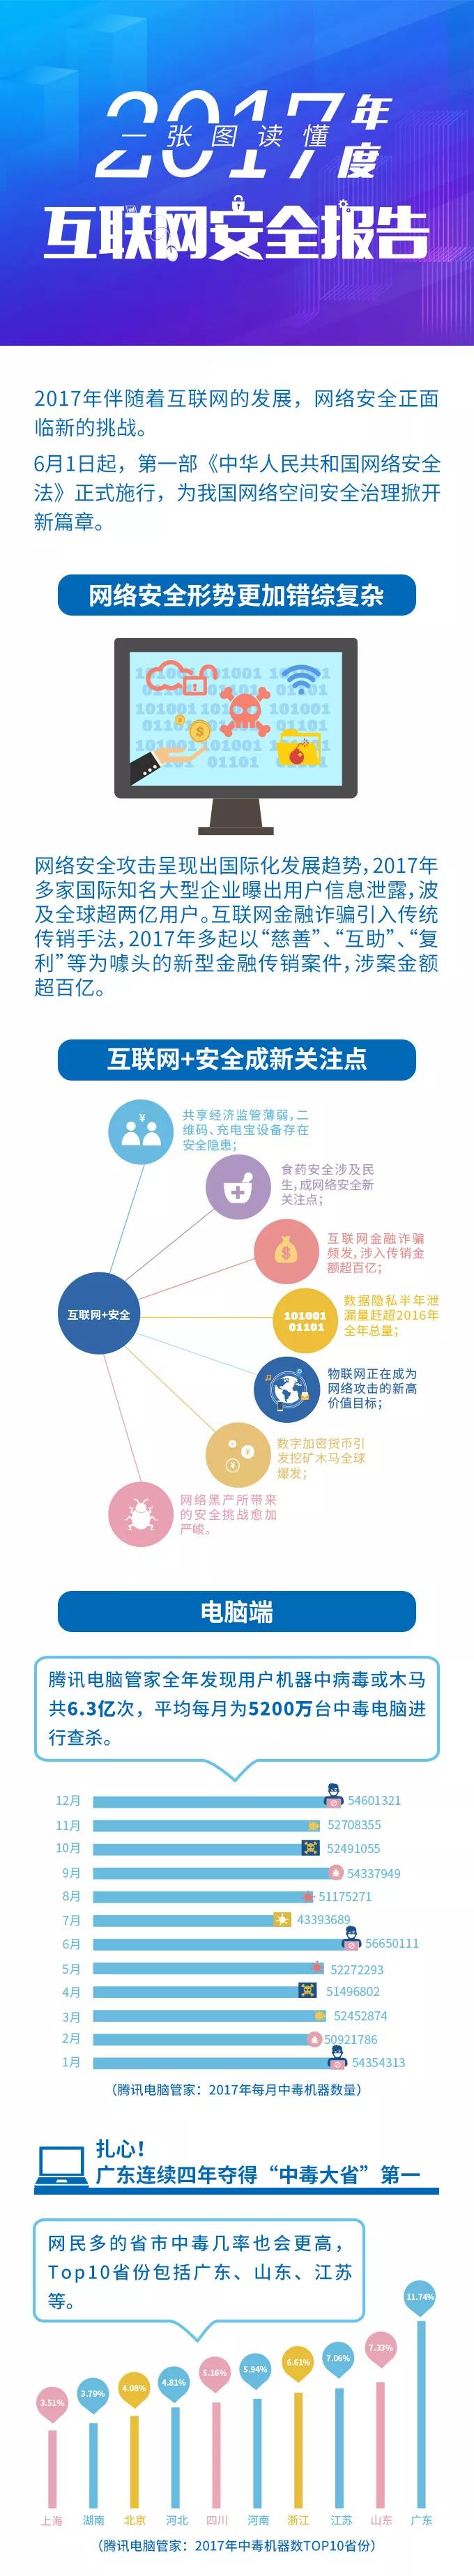 2017年度
一张图读懂
互联网安全报告
2017年伴随着互联网的发展，网络安全正面
临新的挑战。
6月1日起，第一部《中华人民共和国网络安全
法》正式施行，为我国网络空间安全治理掀开
新篇章。
网络安全形势更加错综复杂
101001 101001 101001
01101 01101 01101
101001 101001 101001
01101 01101 01101
101001 101001 101001
01101 01101 01101
网络安全攻击呈现出国际化发展趋势，2017年
多家国际知名大型企业曝出用户信息泄露，波
及全球超两亿用户。互联网金融诈骗引入传统
传销手法，2017年多起以“慈善”、“互助”、“复
利”等为噱头的新型金融传销案件，涉案金额
超百亿。
互联网+安全成新关注点
共享经济监管薄弱，二
维码、充电宝设备存在
安全隐患；
食药安全涉及民
生，成网络安全新
关注点；
互联网金融诈骗
频发，涉入传销金
额超百亿；
互联网+安全
101001
01101
数据隐私半年泄
漏量赶超2016年
全年总量；
物联网正在成为
网络攻击的新高
价值目标；
数字加密货币引
发挖矿木马全球
爆发；
网络黑产所带来
的安全挑战愈加
严峻。
电脑端
腾讯电脑管家全年发现用户机器中病毒或木马
共6.3亿次，平均每月为5200万台中毒电脑进
行查杀。
12月 54601321
11月 52708355
10月 52491055
9月 54337949
8月 51175271
7月 43393689
6月 56650111
5月 52272293
4月 51496802
3月 52452874
2月 50921786
1月 54354313
（腾讯电脑管家：2017年每月中毒机器数量）
扎心！
广东连续四年夺得“中毒大省”第一
网民多的省市中毒几率也会更高，
Top10省份包括广东、山东、江苏
等。
3.51% 3.79% 4.08% 4.81% 5.16% 5.94% 6.61% 7.06% 7.33% 11.74%
上海 湖南 北京 河北 四川 河南 浙江 江苏 山东 广东
（腾讯电脑管家：2017年中毒机器数TOP10省份）